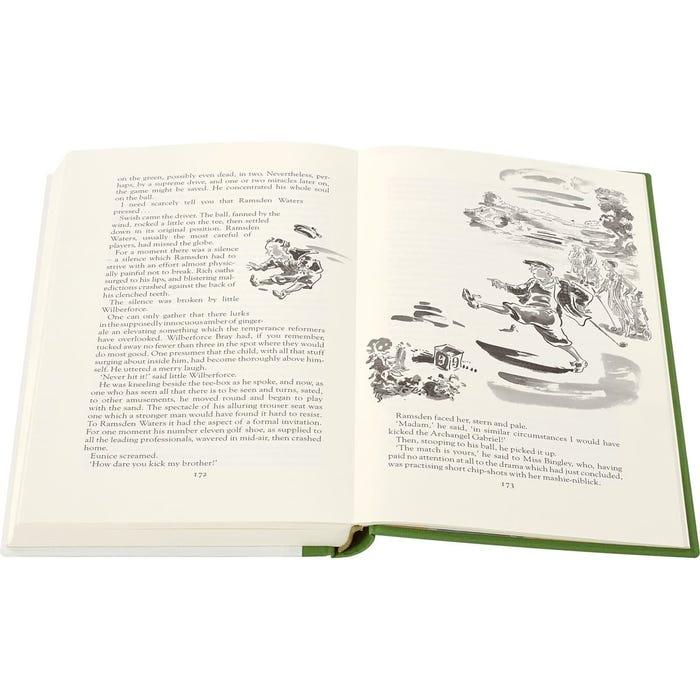 on the green, possibly even dead, in two. Nevertheless, per-
haps, by a supreme drive, and one or two miracles later on,
the game might be saved. He concentrated his whole soul
on the ball.
I need scarcely tell you that Ramsden Waters
pressed . . .
Swish came the driver. The ball, fanned by the
wind, rocked a little on the tee, then settled
down in its original position. Ramsden
Waters, usually the most careful of
players, had missed the globe.
For a moment there was a silence
– a silence which Ramsden had to
strive with an effort almost physic-
ally painful not to break. Rich oaths
surged to his lips, and blistering mal-
edictions crashed against the back of
his clenched teeth.
The silence was broken by little
Wilberforce.
One can only gather that there lurks
in the supposedly innocuous amber of ginger-
ale an elevating something which the temperance reformers
have overlooked. Wilberforce Bray had, if you remember,
tucked away no fewer than three in the spot where they would
do most good. One presumes that the child, with all that stuff
surging about inside him, had become thoroughly above him-
self. He uttered a merry laugh.
‘Never hit it!’ said little Wilberforce.
He was kneeling beside the tee-box as he spoke, and now, as
one who has seen all that there is to be seen and turns, sated,
to other amusements, he moved round and began to play
with the sand. The spectacle of his alluring trouser seat was
one which a stronger man would have found it hard to resist.
To Ramsden Waters it had the aspect of a formal invitation.
For one moment his number eleven golf shoe, as supplied to
all the leading professionals, wavered in mid-air, then crashed
home.
Eunice screamed.
‘How dare you kick my brother!’
172
Ramsden faced her, stern and pale.
‘Madam,’ he said, ‘in similar circumstances I would have
kicked the Archangel Gabriel!’
Then, stooping to his ball, he picked it up.
‘The match is yours,’ he said to Miss Bingley, who, having
paid no attention at all to the drama which had just concluded,
was practising short chip-shots with her mashie-niblick.
173